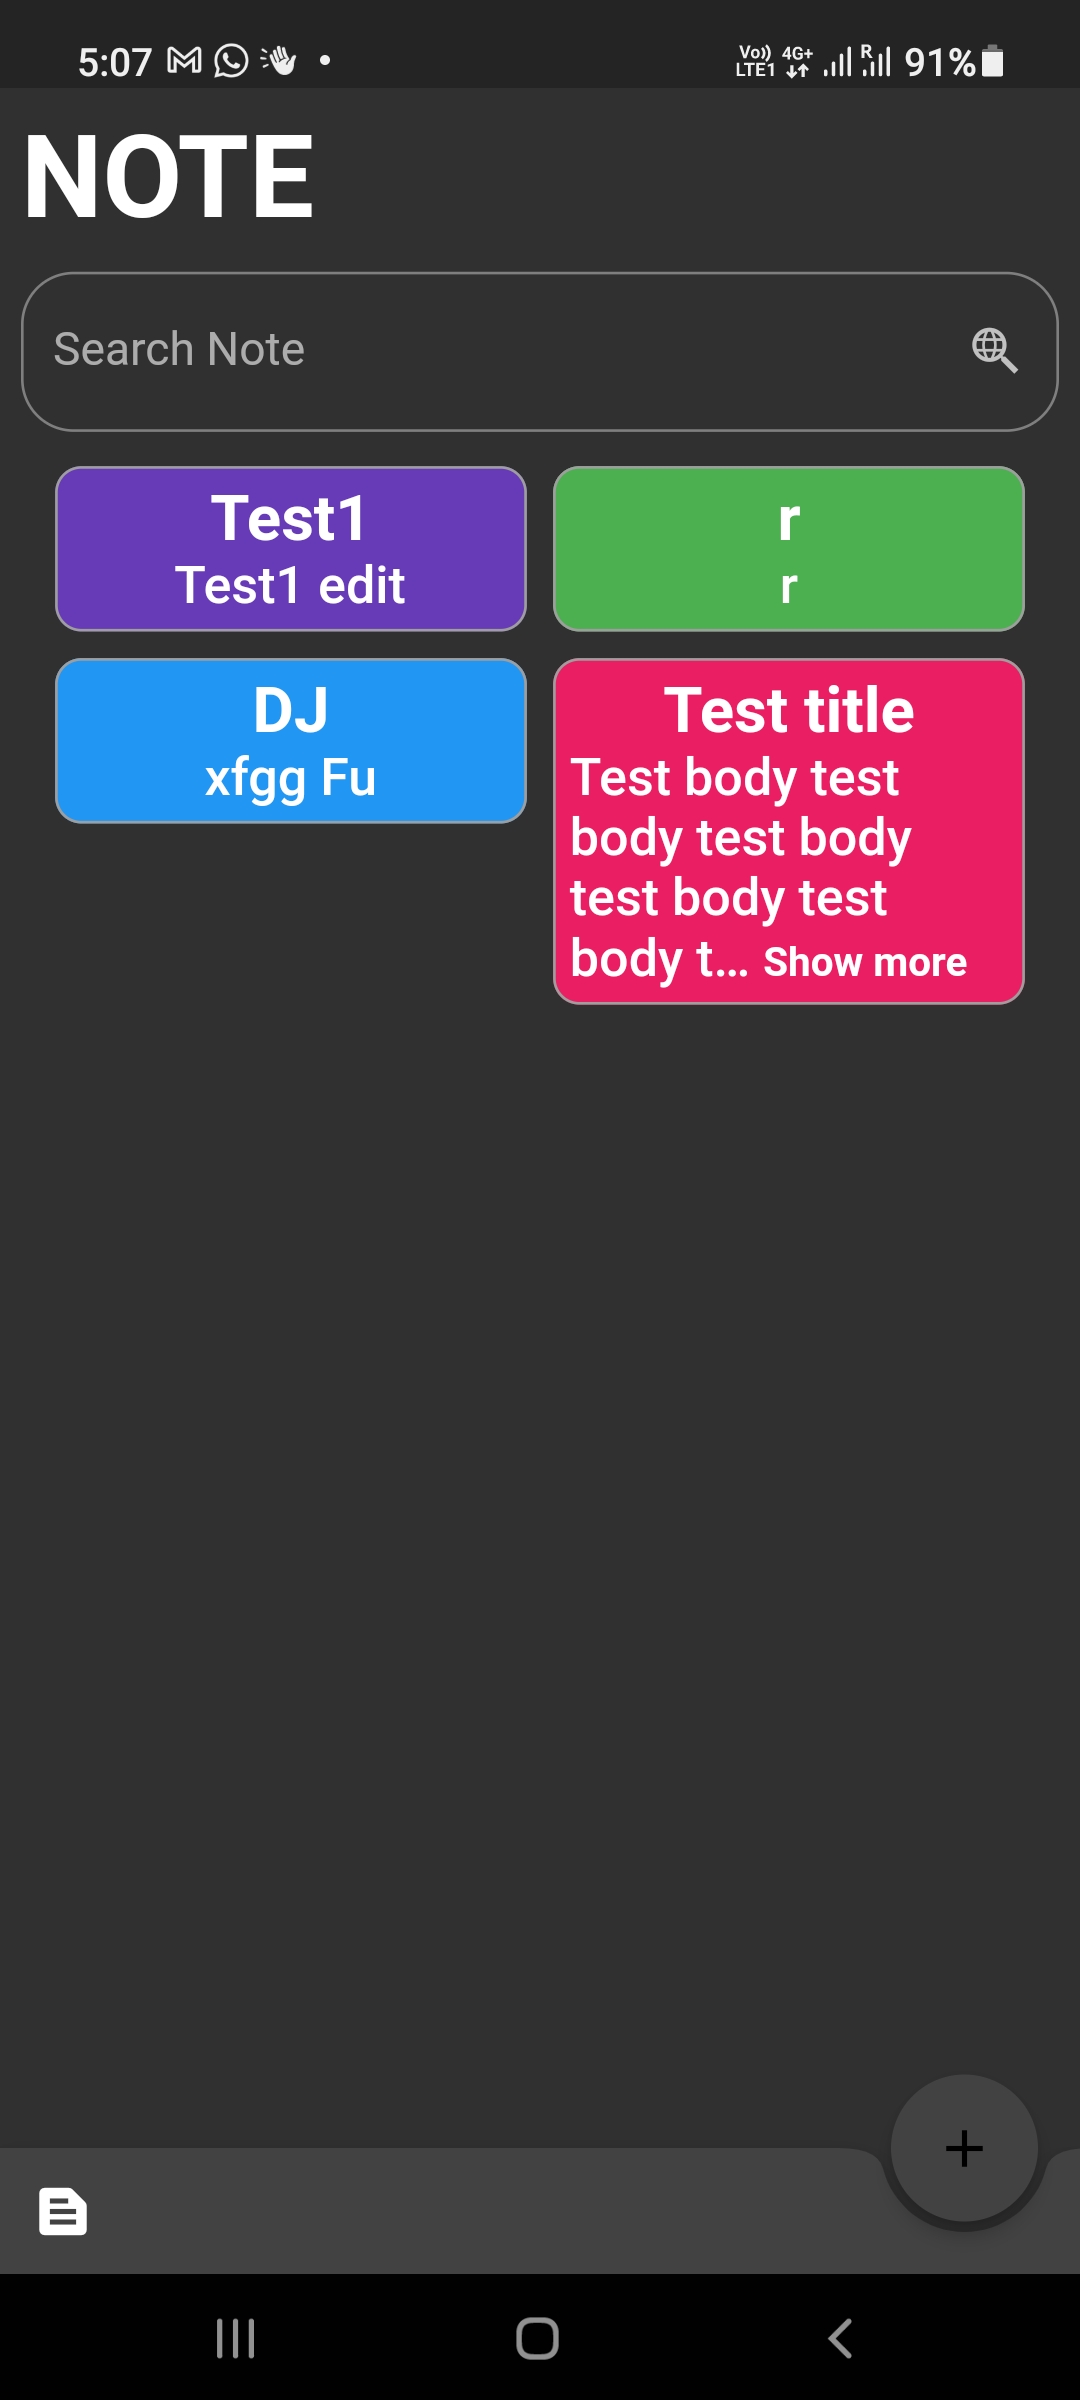 5:07
Vo)) LTE1 4G+ R 91%
NOTE
Search Note
Test1
Test1 edit
r
r
DJ
xfgg Fu
Test title
Test body test
body test body
test body test
body t... Show more